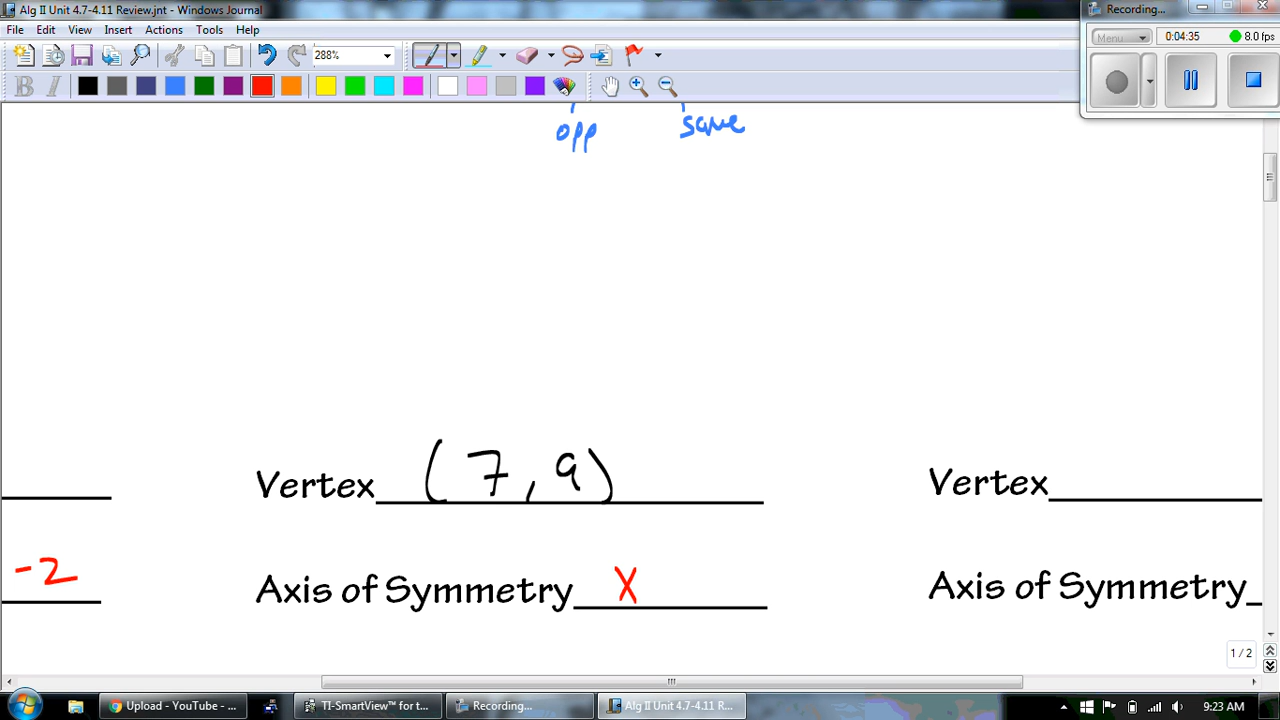 Alg II Unit 4.7-4.11 Review.jnt - Windows Journal
Recording...
File Edit View Insert Actions Tools Help
Menu 0:04:35 8.0 fps
288%
B I
opp same
Vertex (7, 9) Vertex
-2 Axis of Symmetry X Axis of Symmetry
1 / 2
Upload - YouTube - ... TI-SmartView™ for t... Recording... Alg II Unit 4.7-4.11 R... 9:23 AM